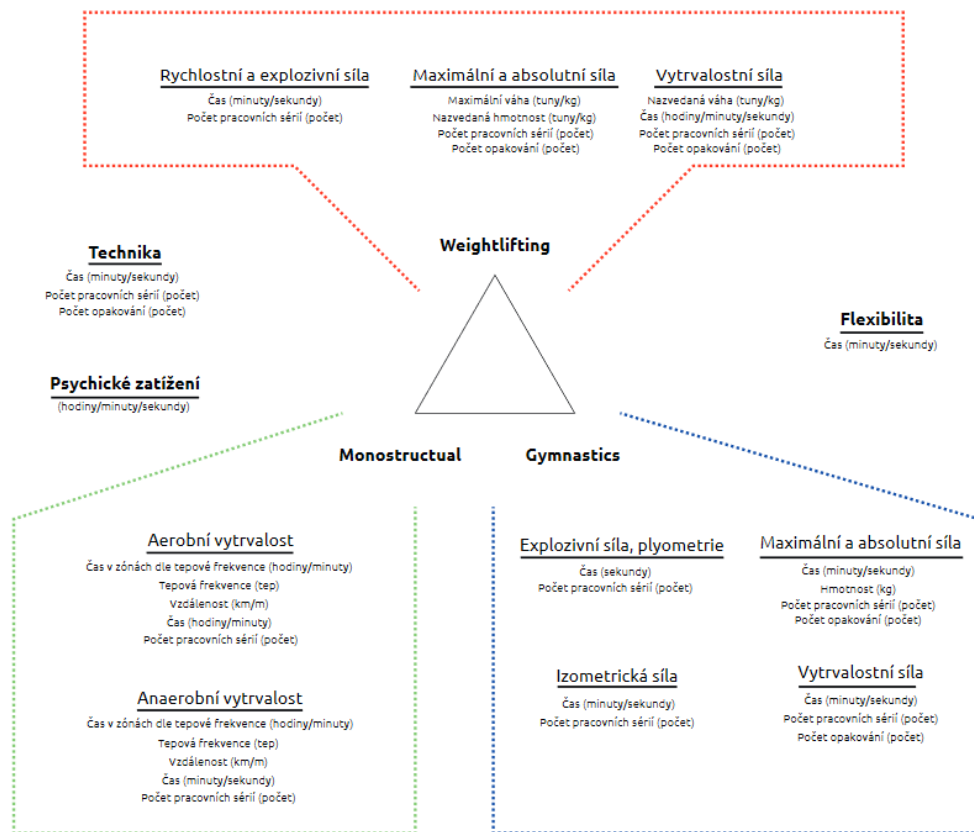 Rychlostní a explozivní síla
Čas (minuty/sekundy)
Počet pracovních sérií (počet)
Maximální a absolutní síla
Maximální váha (tuny/kg)
Nazvedaná hmotnost (tuny/kg)
Počet pracovních sérií (počet)
Počet opakování (počet)
Vytrvalostní síla
Nazvedaná váha (tuny/kg)
Čas (hodiny/minuty/sekundy)
Počet pracovních sérií (počet)
Počet opakování (počet)
Weightlifting
Technika
Čas (minuty/sekundy)
Počet pracovních sérií (počet)
Počet opakování (počet)
Flexibilita
Čas (minuty/sekundy)
Psychické zatížení
(hodiny/minuty/sekundy)
Monostructual
Gymnastics
Aerobní vytrvalost
Čas v zónách dle tepové frekvence (hodiny/minuty)
Tepová frekvence (tep)
Vzdálenost (km/m)
Čas (hodiny/minuty)
Počet pracovních sérií (počet)
Anaerobní vytrvalost
Čas v zónách dle tepové frekvence (hodiny/minuty)
Tepová frekvence (tep)
Vzdálenost (km/m)
Čas (minuty/sekundy)
Počet pracovních sérií (počet)
Explozivní síla, plyometrie
Čas (sekundy)
Počet pracovních sérií (počet)
Maximální a absolutní síla
Čas (minuty/sekundy)
Hmotnost (kg)
Počet pracovních sérií (počet)
Počet opakování (počet)
Izometrická síla
Čas (minuty/sekundy)
Počet pracovních sérií (počet)
Vytrvalostní síla
Čas (minuty/sekundy)
Počet pracovních sérií (počet)
Počet opakování (počet)